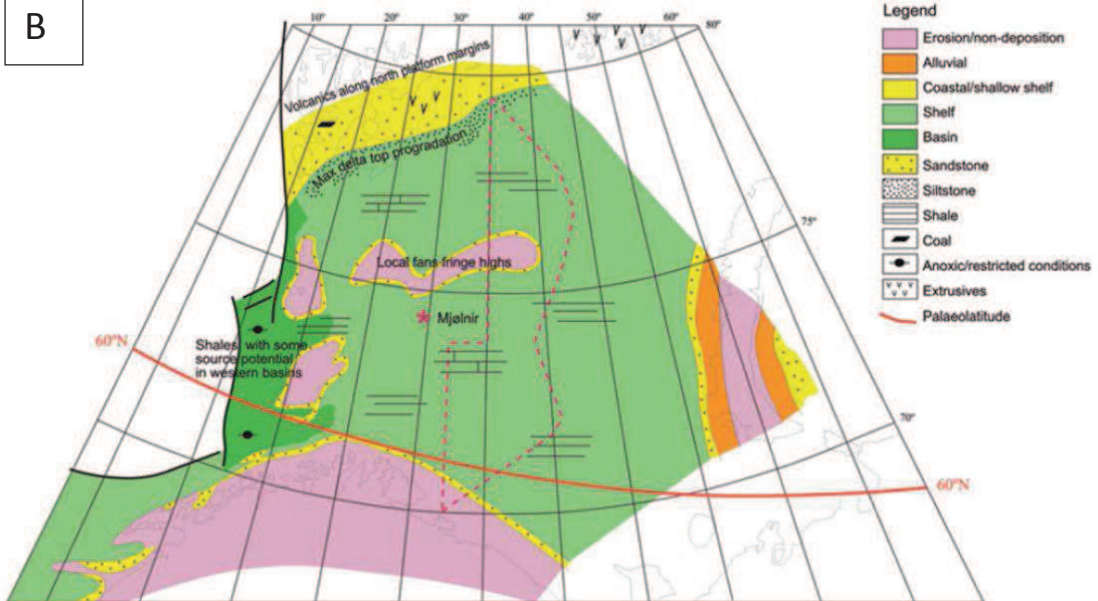 B
10°
20°
30°
40°
50°
60°
80°
Volcanics along north platform margins
Max delta top progradation
75°
Local fans fringe highs
Mjølnir
60°N
Shales with some
source potential
in western basins
70°
60°N
Legend
Erosion/non-deposition
Alluvial
Coastal/shallow shelf
Shelf
Basin
Sandstone
Siltstone
Shale
Coal
Anoxic/restricted conditions
Extrusives
Palaeolatitude